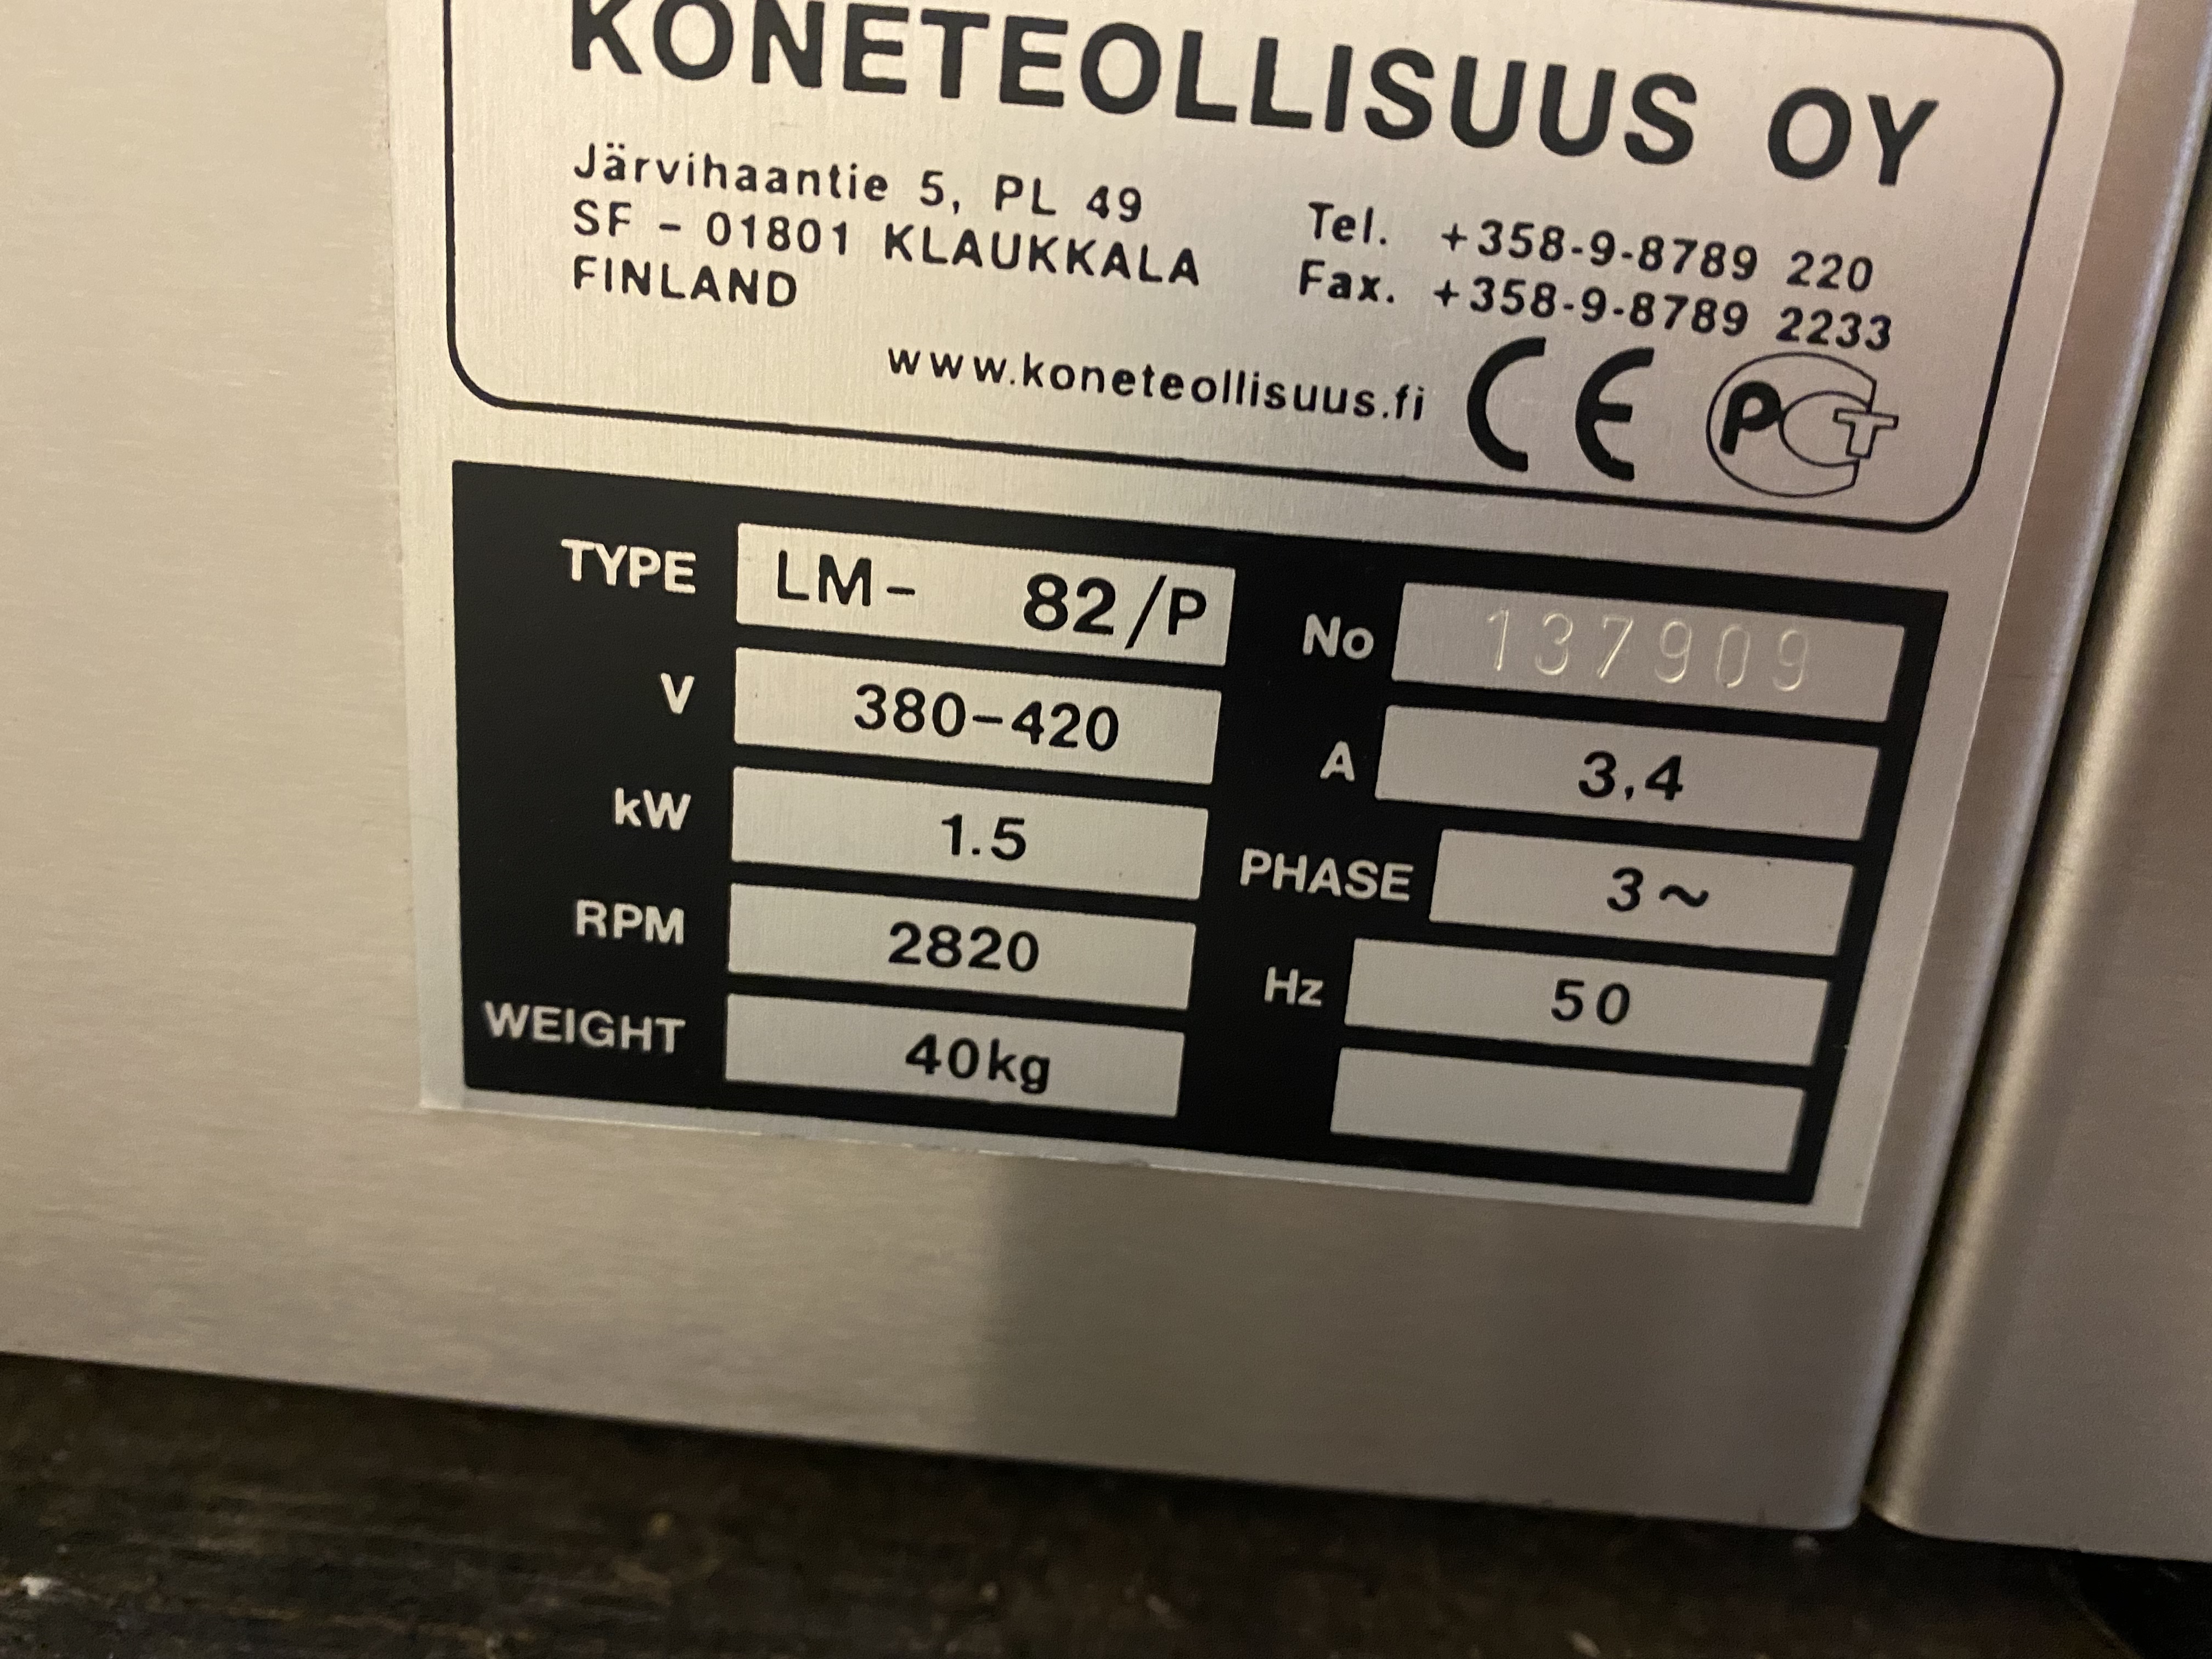 KONETEOLLISUUS OY
Järvihaantie 5, PL 49
SF - 01801 KLAUKKALA
FINLAND
Tel. +358-9-8789 220
Fax. +358-9-8789 2233
www.koneteollisuus.fi CE PCT
TYPE LM- 82/P
No 137909
V 380-420
A 3,4
kW 1.5
PHASE 3~
RPM 2820
Hz 50
WEIGHT 40kg